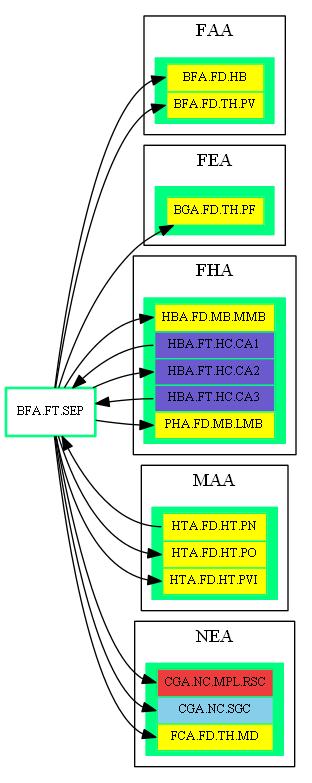 FAA
BFA.FD.HB
BFA.FD.TH.PV
FEA
BGA.FD.TH.PF
FHA
HBA.FD.MB.MMB
HBA.FT.HC.CA1
HBA.FT.HC.CA2
HBA.FT.HC.CA3
PHA.FD.MB.LMB
BFA.FT.SEP
MAA
HTA.FD.HT.PN
HTA.FD.HT.PO
HTA.FD.HT.PVI
NEA
CGA.NC.MPL.RSC
CGA.NC.SGC
FCA.FD.TH.MD